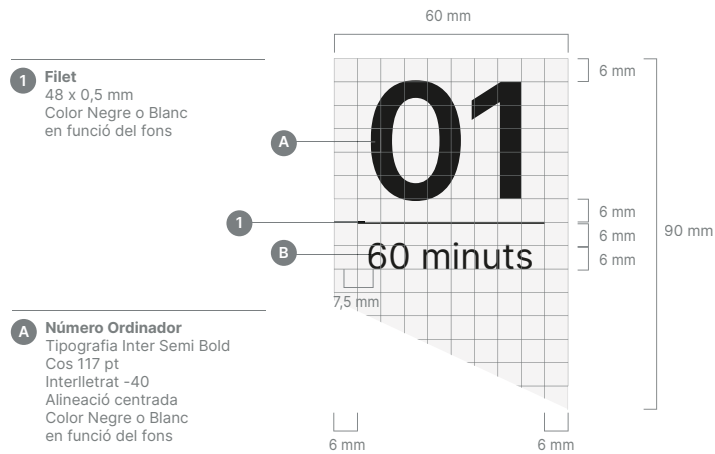 60 mm
1 Filet
48 x 0,5 mm
Color Negre o Blanc
en funció del fons
6 mm
01
A
6 mm
1
6 mm
90 mm
B
60 minuts
6 mm
7,5 mm
A Número Ordinador
Tipografia Inter Semi Bold
Cos 117 pt
Interlletrat -40
Alineació centrada
Color Negre o Blanc
en funció del fons
6 mm
6 mm